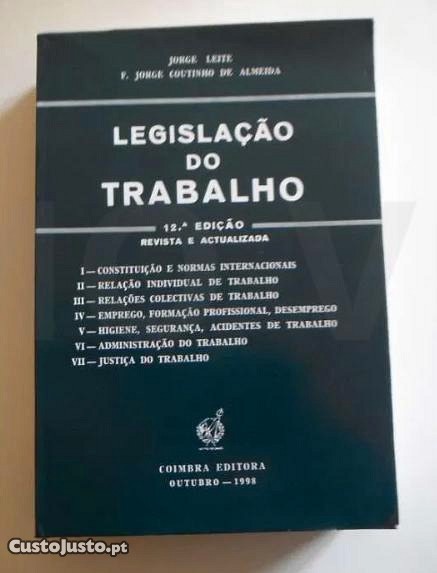 JORGE LEITE
F. JORGE COUTINHO DE ALMEIDA
LEGISLAÇÃO
DO
TRABALHO
12.ª EDIÇÃO
REVISTA E ACTUALIZADA
I — CONSTITUIÇÃO E NORMAS INTERNACIONAIS
II — RELAÇÃO INDIVIDUAL DE TRABALHO
III — RELAÇÕES COLECTIVAS DE TRABALHO
IV — EMPREGO, FORMAÇÃO PROFISSIONAL, DESEMPREGO
V — HIGIENE, SEGURANÇA, ACIDENTES DE TRABALHO
VI — ADMINISTRAÇÃO DO TRABALHO
VII — JUSTIÇA DO TRABALHO
COIMBRA EDITORA
OUTUBRO — 1998
CustoJusto.pt